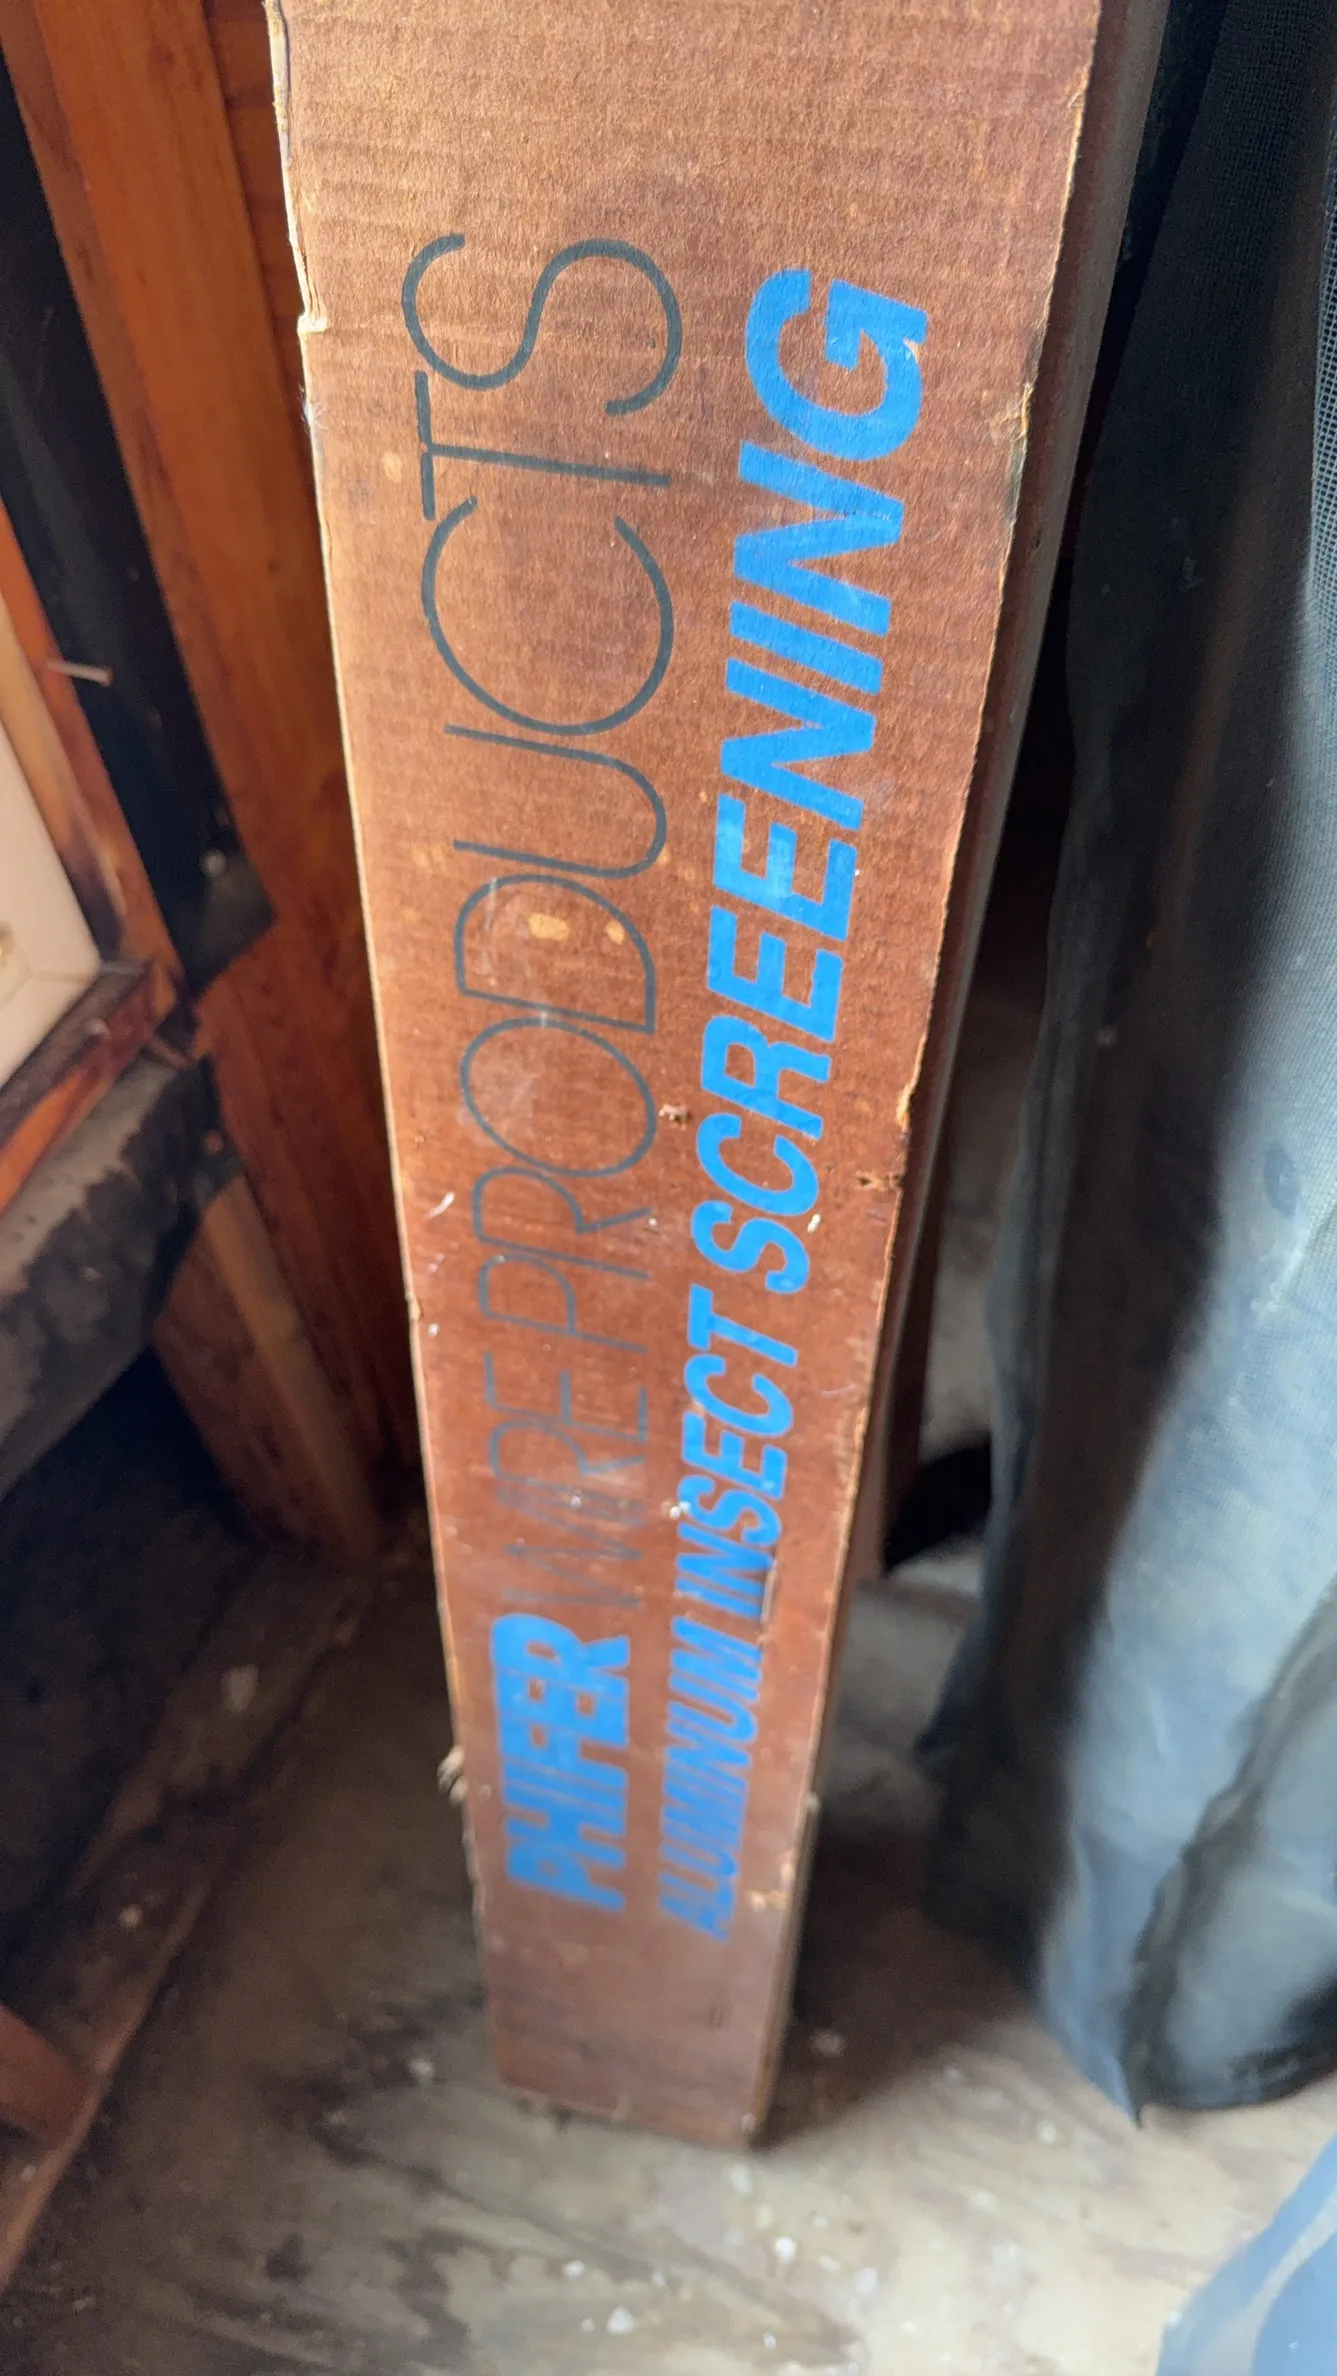 PHIFER WIRE PRODUCTS
ALUMINUM INSECT SCREENING